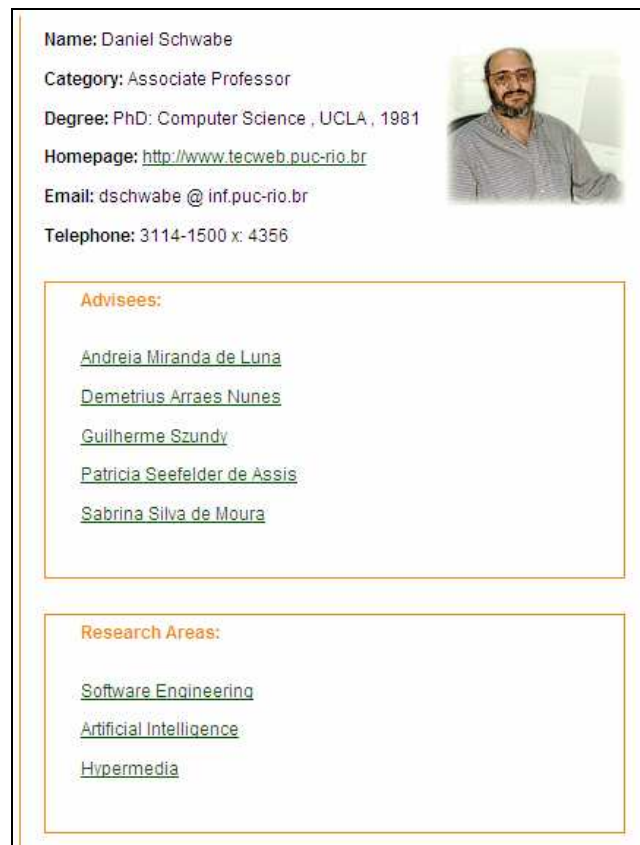 Name: Daniel Schwabe
Category: Associate Professor
Degree: PhD: Computer Science , UCLA , 1981
Homepage: http://www.tecweb.puc-rio.br
Email: dschwabe @ inf.puc-rio.br
Telephone: 3114-1500 x: 4356
Advisees:
Andreia Miranda de Luna
Demetrius Arraes Nunes
Guilherme Szundy
Patricia Seefelder de Assis
Sabrina Silva de Moura
Research Areas:
Software Engineering
Artificial Intelligence
Hypermedia